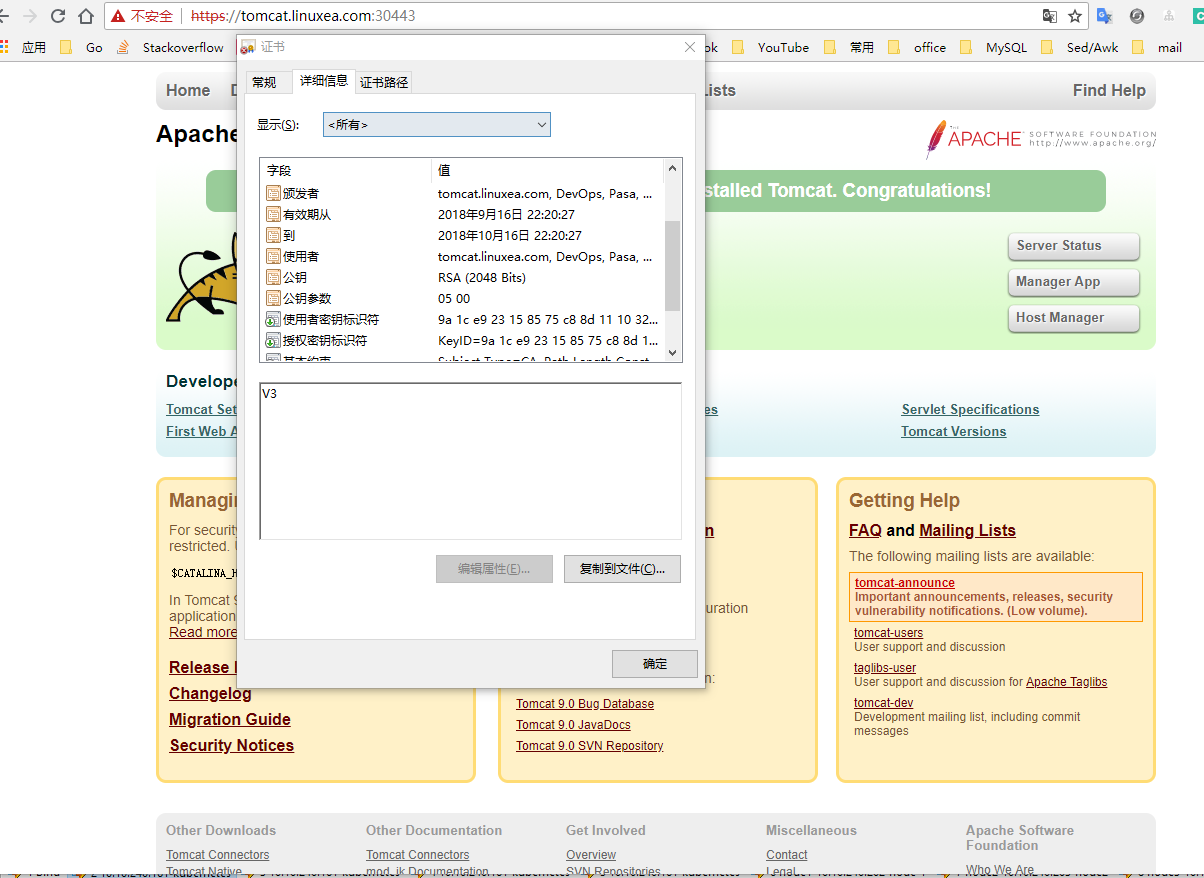 不安全 https://tomcat.linuxea.com:30443
应用 Go Stackoverflow YouTube 常用 office MySQL Sed/Awk mail
证书
常规 详细信息 证书路径
显示(S): <所有>
字段 值
颁发者 tomcat.linuxea.com, DevOps, Pasa, ...
有效期从 2018年9月16日 22:20:27
到 2018年10月16日 22:20:27
使用者 tomcat.linuxea.com, DevOps, Pasa, ...
公钥 RSA (2048 Bits)
公钥参数 05 00
使用者密钥标识符 9a 1c e9 23 15 85 75 c8 8d 11 10 32...
授权密钥标识符 KeyID=9a 1c e9 23 15 85 75 c8 8d 1...
基本约束 Subject Type=CA, Path Length Const...
V3
编辑属性(E)... 复制到文件(C)...
确定
Home Lists Find Help
Apache
APACHE SOFTWARE FOUNDATION
http://www.apache.org/
stalled Tomcat. Congratulations!
Server Status
Manager App
Host Manager
Develope
Tomcat Set
First Web A
es
Servlet Specifications
Tomcat Versions
Managin
For security
restricted.
$CATALINA_H
In Tomcat 9
application
Read more
Release
Changelog
Migration Guide
Security Notices
n
uration
n:
Tomcat 9.0 Bug Database
Tomcat 9.0 JavaDocs
Tomcat 9.0 SVN Repository
Getting Help
FAQ and Mailing Lists
The following mailing lists are available:
tomcat-announce
Important announcements, releases, security
vulnerability notifications. (Low volume).
tomcat-users
User support and discussion
taglibs-user
User support and discussion for Apache Taglibs
tomcat-dev
Development mailing list, including commit
messages
Other Downloads
Tomcat Connectors
Tomcat Native
Other Documentation
Tomcat Connectors
mod_jk Documentation
Get Involved
Overview
SVN Repositories
Miscellaneous
Contact
Legal
Apache Software
Foundation
Who We Are